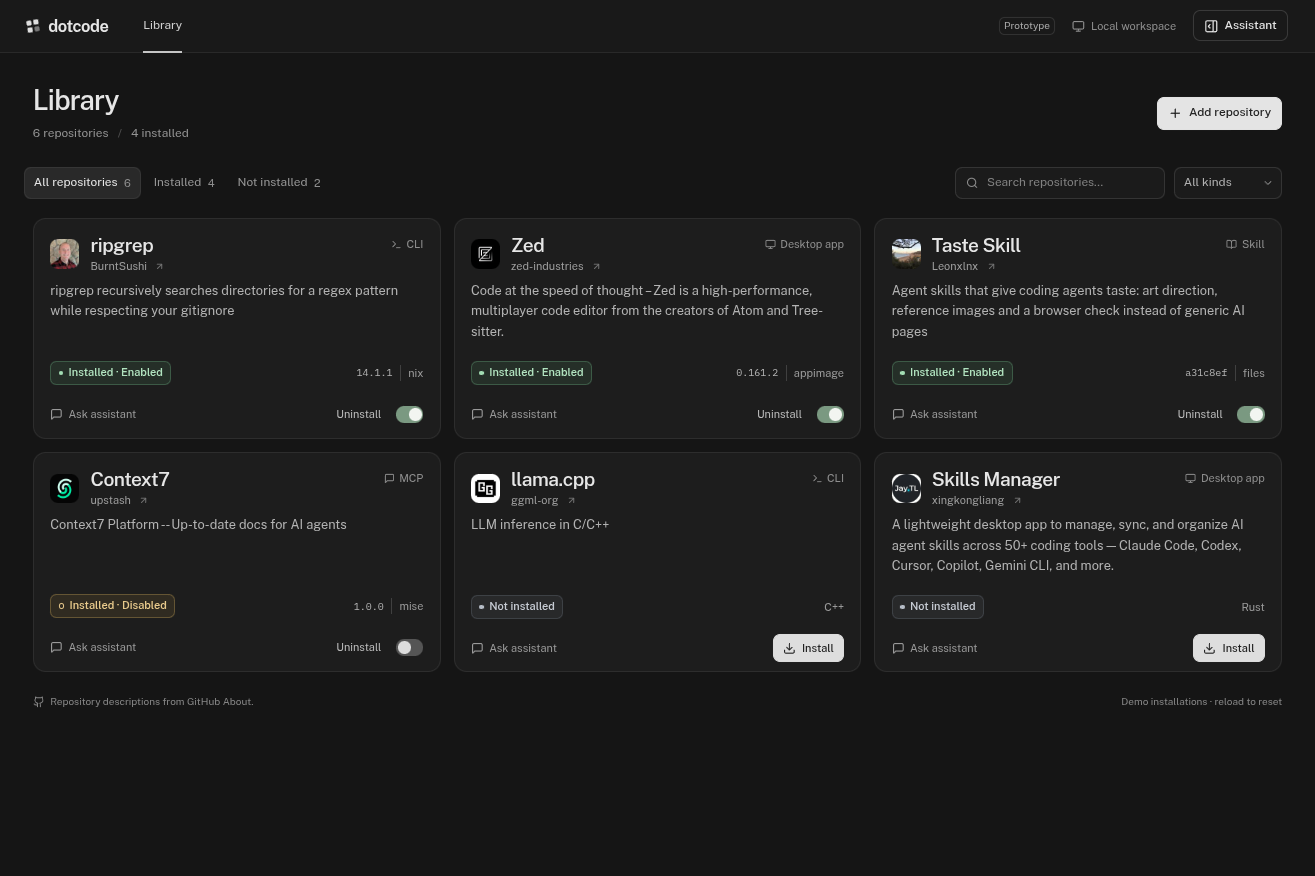 dotcode
Library
Prototype
Local workspace
Assistant
Library
6 repositories / 4 installed
Add repository
All repositories 6
Installed 4
Not installed 2
Search repositories...
All kinds
ripgrep
CLI
BurntSushi
ripgrep recursively searches directories for a regex pattern
while respecting your gitignore
Installed · Enabled
14.1.1 | nix
Ask assistant
Uninstall
Zed
Desktop app
zed-industries
Code at the speed of thought – Zed is a high-performance,
multiplayer code editor from the creators of Atom and Tree-
sitter.
Installed · Enabled
0.161.2 | appimage
Ask assistant
Uninstall
Taste Skill
Skill
Leonxlnx
Agent skills that give coding agents taste: art direction,
reference images and a browser check instead of generic AI
pages
Installed · Enabled
a31c8ef | files
Ask assistant
Uninstall
Context7
MCP
upstash
Context7 Platform -- Up-to-date docs for AI agents
Installed · Disabled
1.0.0 | mise
Ask assistant
Uninstall
GG
llama.cpp
CLI
ggml-org
LLM inference in C/C++
Not installed
C++
Ask assistant
Install
Jay.TL
Skills Manager
Desktop app
xingkongliang
A lightweight desktop app to manage, sync, and organize AI
agent skills across 50+ coding tools — Claude Code, Codex,
Cursor, Copilot, Gemini CLI, and more.
Not installed
Rust
Ask assistant
Install
Repository descriptions from GitHub About.
Demo installations · reload to reset